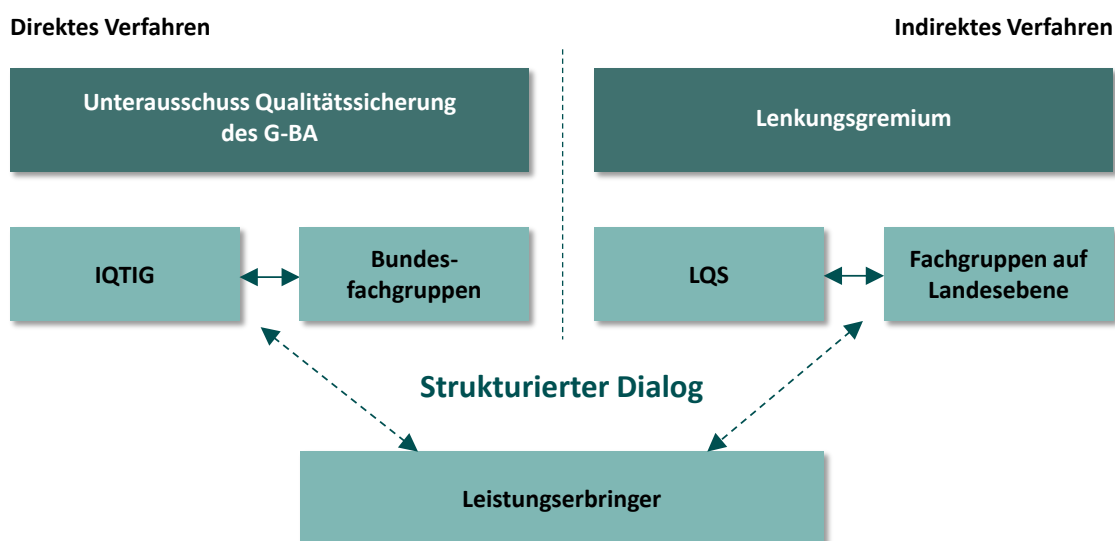 Direktes Verfahren
Indirektes Verfahren
Unterausschuss Qualitätssicherung
des G-BA
Lenkungsgremium
IQTIG
Bundes-
fachgruppen
LQS
Fachgruppen auf
Landesebene
Strukturierter Dialog
Leistungserbringer